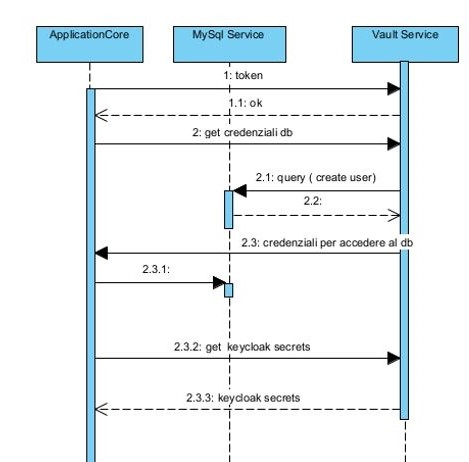 ApplicationCore
MySql Service
Vault Service
1: token
1.1: ok
2: get credenziali db
2.1: query ( create user)
2.2:
2.3: credenziali per accedere al db
2.3.1:
2.3.2: get keycloak secrets
2.3.3: keycloak secrets